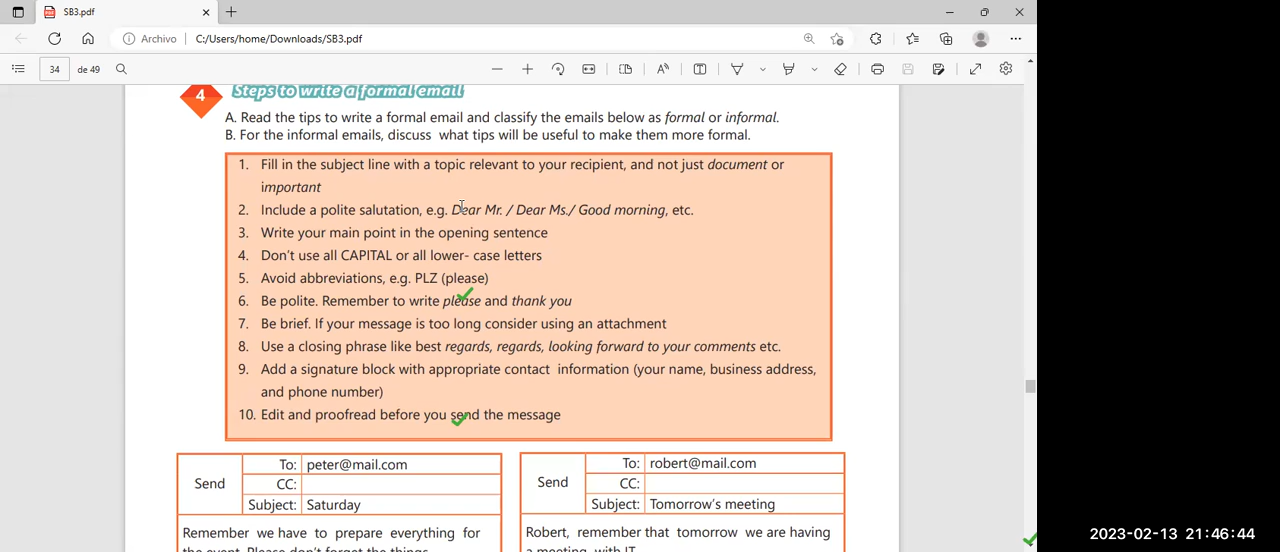 SB3.pdf
Archivo C:/Users/home/Downloads/SB3.pdf
34 de 49
4 Steps to write a formal email
A. Read the tips to write a formal email and classify the emails below as formal or informal.
B. For the informal emails, discuss what tips will be useful to make them more formal.
1. Fill in the subject line with a topic relevant to your recipient, and not just document or
important
2. Include a polite salutation, e.g. Dear Mr. / Dear Ms./ Good morning, etc.
3. Write your main point in the opening sentence
4. Don't use all CAPITAL or all lower- case letters
5. Avoid abbreviations, e.g. PLZ (please)
6. Be polite. Remember to write please and thank you
7. Be brief. If your message is too long consider using an attachment
8. Use a closing phrase like best regards, regards, looking forward to your comments etc.
9. Add a signature block with appropriate contact information (your name, business address,
and phone number)
10. Edit and proofread before you send the message
Send To: peter@mail.com
CC:
Subject: Saturday
Remember we have to prepare everything for
the event. Please don't forget the things
Send To: robert@mail.com
CC:
Subject: Tomorrow's meeting
Robert, remember that tomorrow we are having
a meeting with IT
2023-02-13 21:46:44